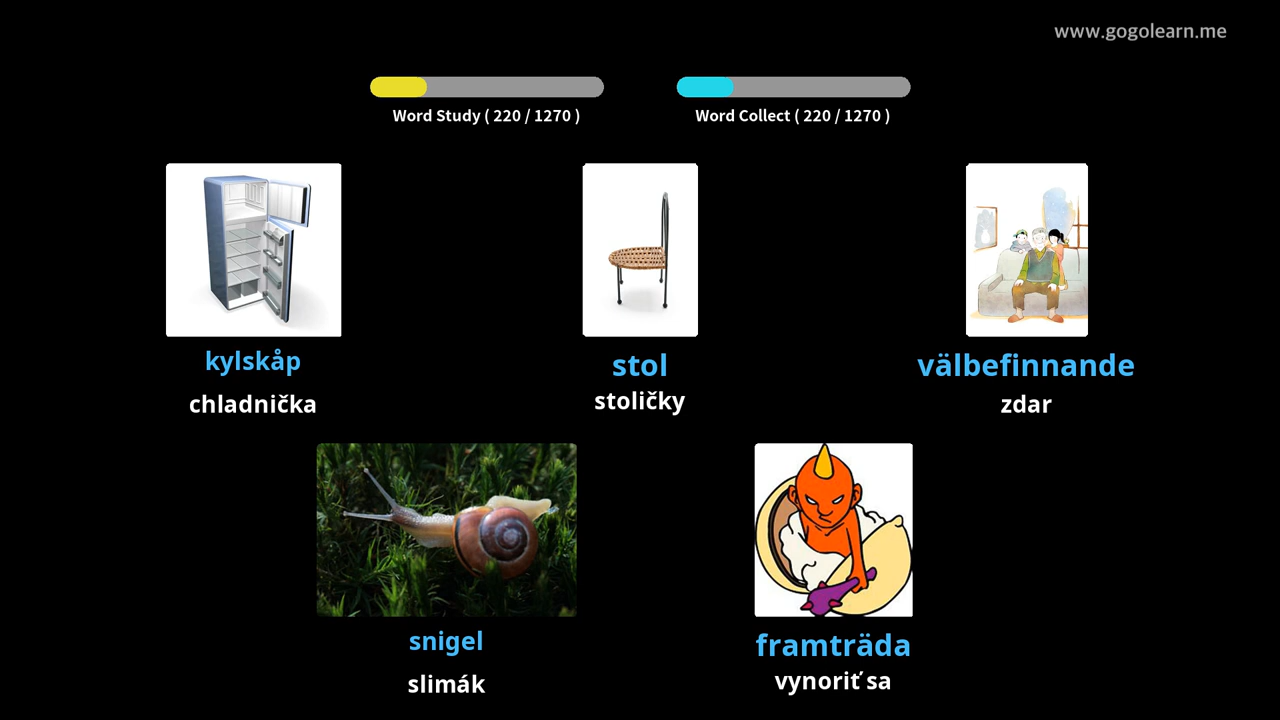 www.gogolearn.me
Word Study ( 220 / 1270 )
Word Collect ( 220 / 1270 )
kylskåp
chladnička
stol
stoličky
välbefinnande
zdar
snigel
slimák
framträda
vynoriť sa